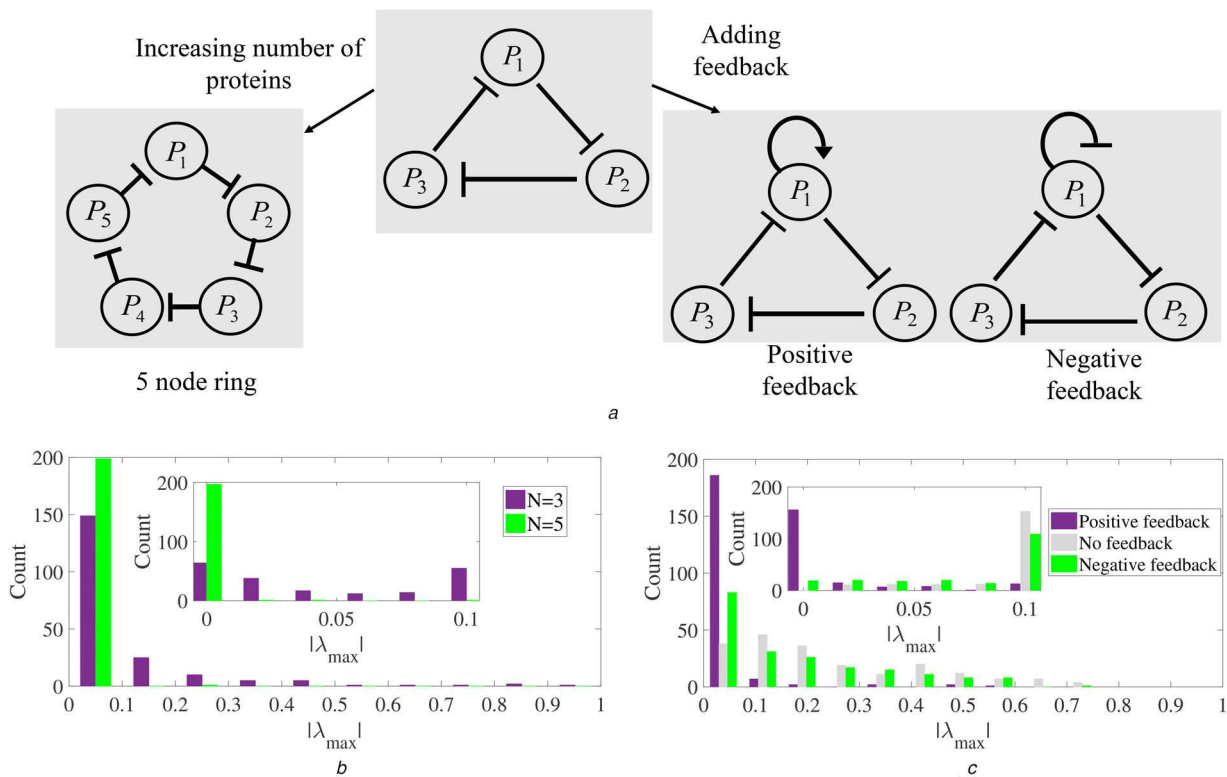 Increasing number of
proteins
Adding
feedback
P1
P3
P2
P1
P5
P2
P4
P3
5 node ring
P1
P3
P2
Positive
feedback
P1
P3
P2
Negative
feedback
a
200
150
100
50
0
Count
0 0.1 0.2 0.3 0.4 0.5 0.6 0.7 0.8 0.9 1
|λmax|
200
100
0
Count
0 0.05 0.1
|λmax|
N=3
N=5
b
200
150
100
50
0
Count
0 0.1 0.2 0.3 0.4 0.5 0.6 0.7 0.8 0.9 1
|λmax|
200
100
0
Count
0 0.05 0.1
|λmax|
Positive feedback
No feedback
Negative feedback
c